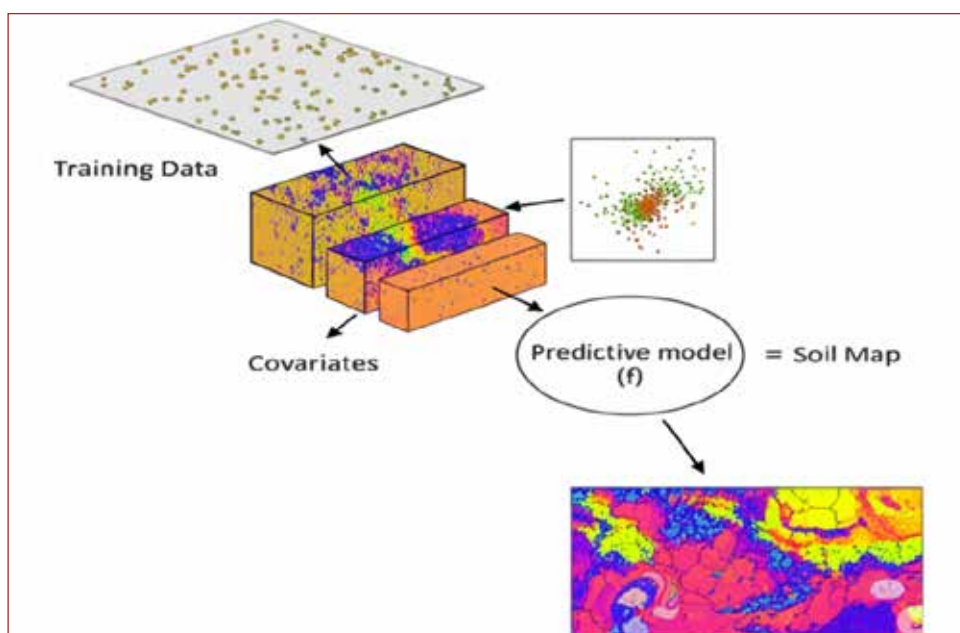 Training Data
Covariates
Predictive model
(f)
= Soil Map